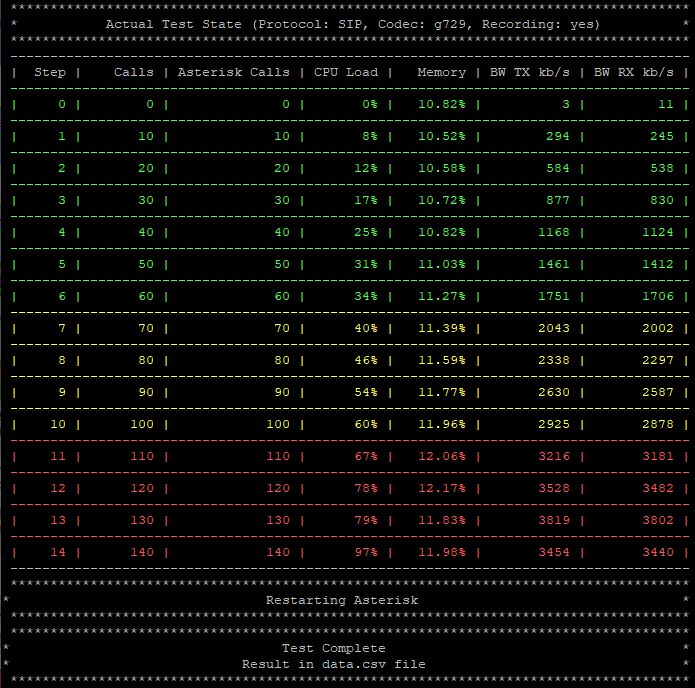 *************************************************************************************
* Actual Test State (Protocol: SIP, Codec: g729, Recording: yes) *
*************************************************************************************
-------------------------------------------------------------------------------------
| Step | Calls | Asterisk Calls | CPU Load | Memory | BW TX kb/s | BW RX kb/s |
-------------------------------------------------------------------------------------
| 0 | 0 | 0 | 0% | 10.82% | 3 | 11 |
-------------------------------------------------------------------------------------
| 1 | 10 | 10 | 8% | 10.52% | 294 | 245 |
-------------------------------------------------------------------------------------
| 2 | 20 | 20 | 12% | 10.58% | 584 | 538 |
-------------------------------------------------------------------------------------
| 3 | 30 | 30 | 17% | 10.72% | 877 | 830 |
-------------------------------------------------------------------------------------
| 4 | 40 | 40 | 25% | 10.82% | 1168 | 1124 |
-------------------------------------------------------------------------------------
| 5 | 50 | 50 | 31% | 11.03% | 1461 | 1412 |
-------------------------------------------------------------------------------------
| 6 | 60 | 60 | 34% | 11.27% | 1751 | 1706 |
-------------------------------------------------------------------------------------
| 7 | 70 | 70 | 40% | 11.39% | 2043 | 2002 |
-------------------------------------------------------------------------------------
| 8 | 80 | 80 | 46% | 11.59% | 2338 | 2297 |
-------------------------------------------------------------------------------------
| 9 | 90 | 90 | 54% | 11.77% | 2630 | 2587 |
-------------------------------------------------------------------------------------
| 10 | 100 | 100 | 60% | 11.96% | 2925 | 2878 |
-------------------------------------------------------------------------------------
| 11 | 110 | 110 | 67% | 12.06% | 3216 | 3181 |
-------------------------------------------------------------------------------------
| 12 | 120 | 120 | 78% | 12.17% | 3528 | 3482 |
-------------------------------------------------------------------------------------
| 13 | 130 | 130 | 79% | 11.83% | 3819 | 3802 |
-------------------------------------------------------------------------------------
| 14 | 140 | 140 | 97% | 11.98% | 3454 | 3440 |
-------------------------------------------------------------------------------------
*************************************************************************************
* Restarting Asterisk *
*************************************************************************************
*************************************************************************************
* Test Complete *
* Result in data.csv file *
*************************************************************************************